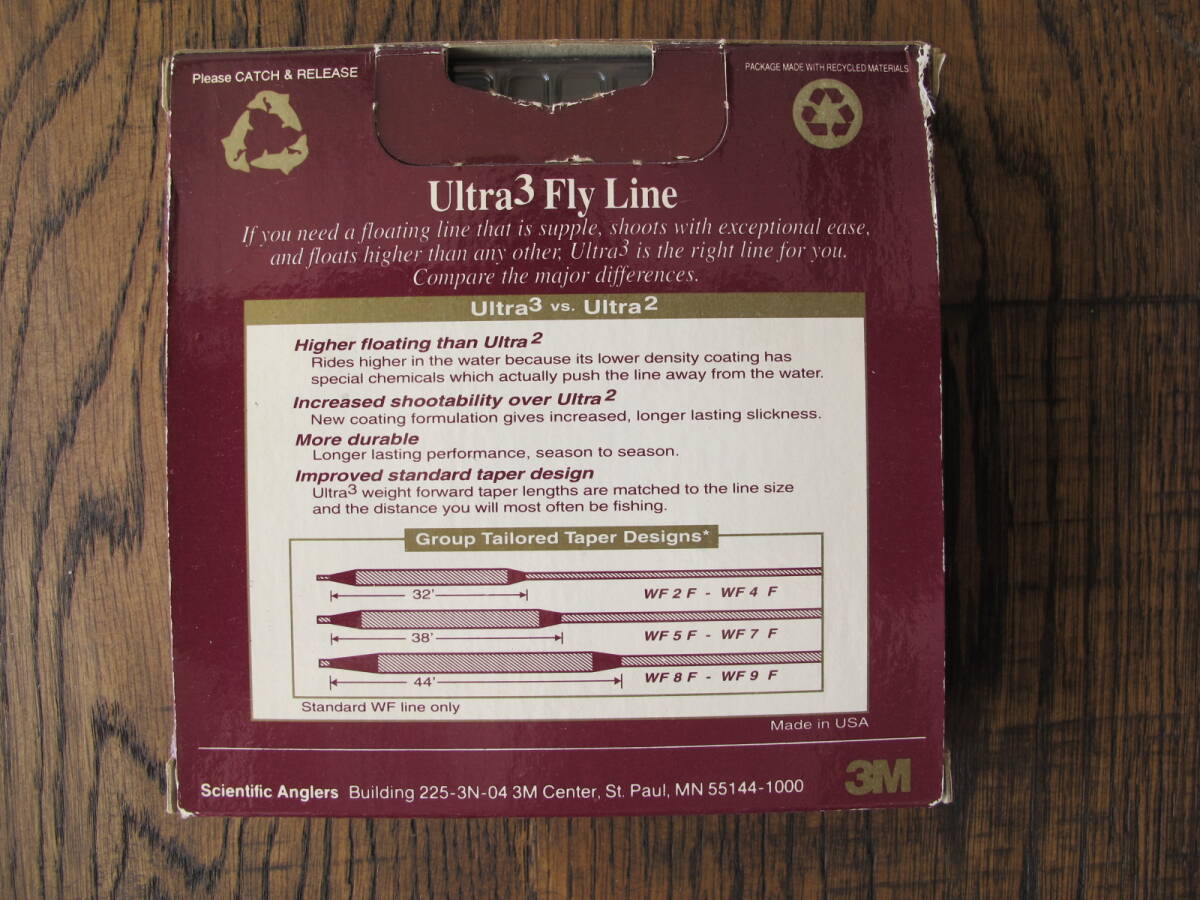 Please CATCH & RELEASE
PACKAGE MADE WITH RECYCLED MATERIALS
Ultra3 Fly Line
If you need a floating line that is supple, shoots with exceptional ease,
and floats higher than any other, Ultra3 is the right line for you.
Compare the major differences.
Ultra3 vs. Ultra2
Higher floating than Ultra2
Rides higher in the water because its lower density coating has
special chemicals which actually push the line away from the water.
Increased shootability over Ultra2
New coating formulation gives increased, longer lasting slickness.
More durable
Longer lasting performance, season to season.
Improved standard taper design
Ultra3 weight forward taper lengths are matched to the line size
and the distance you will most often be fishing.
Group Tailored Taper Designs*
32' WF 2 F - WF 4 F
38' WF 5 F - WF 7 F
44' WF 8 F - WF 9 F
Standard WF line only
Made in USA
Scientific Anglers Building 225-3N-04 3M Center, St. Paul, MN 55144-1000
3M